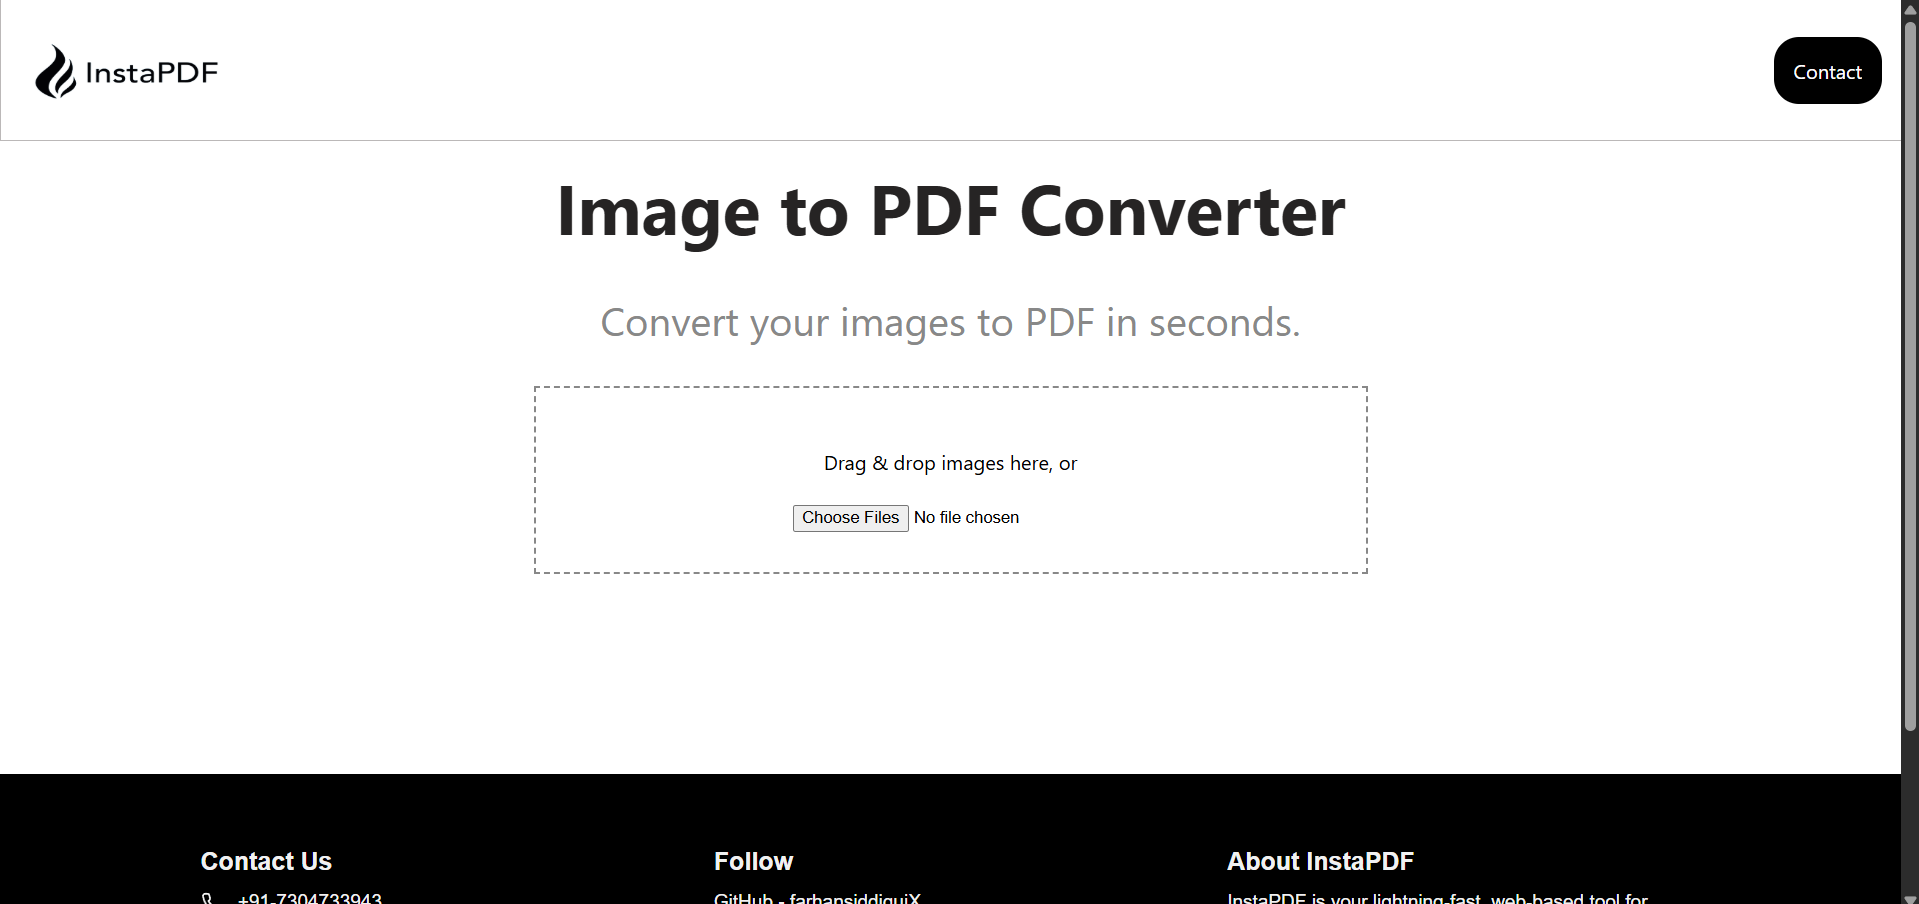 InstaPDF
Contact
Image to PDF Converter
Convert your images to PDF in seconds.
Drag & drop images here, or
Choose Files No file chosen
Contact Us
Follow
About InstaPDF
+91-7304733943
GitHub - farhansiddiquiX
InstaPDF is your lightning-fast, web-based tool for